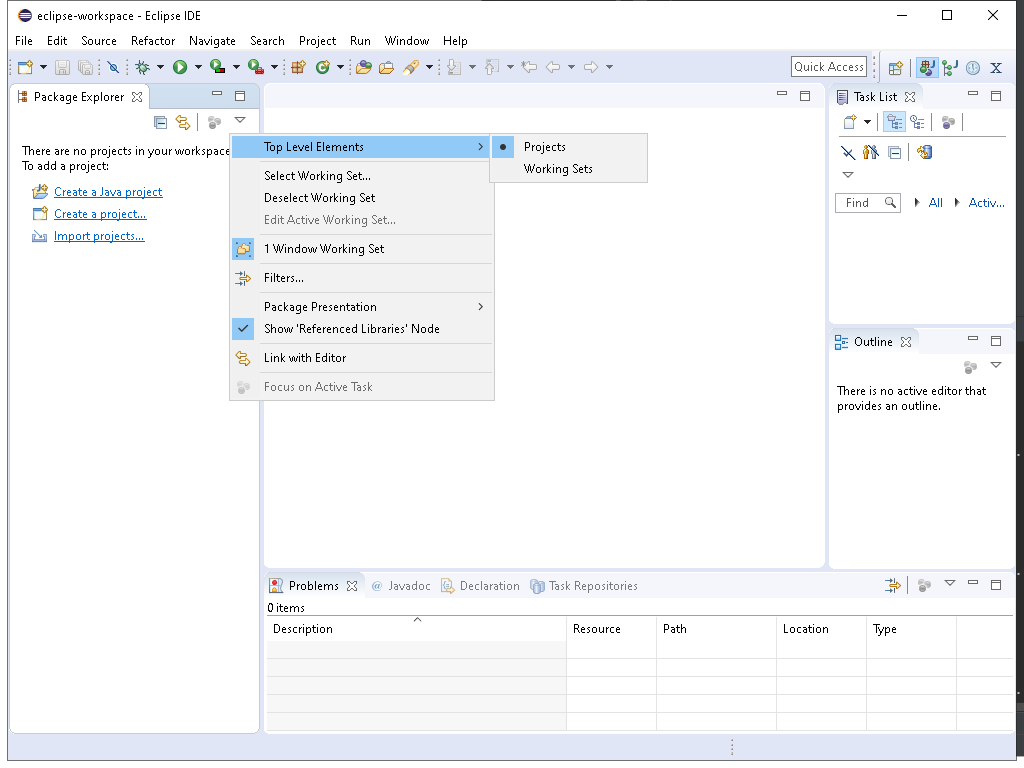 eclipse-workspace - Eclipse IDE
File Edit Source Refactor Navigate Search Project Run Window Help
Quick Access
Package Explorer
There are no projects in your workspace
To add a project:
Create a Java project
Create a project...
Import projects...
Top Level Elements
Select Working Set...
Deselect Working Set
Edit Active Working Set...
1 Window Working Set
Filters...
Package Presentation
Show 'Referenced Libraries' Node
Link with Editor
Focus on Active Task
Projects
Working Sets
Task List
Find All Activ...
Outline
There is no active editor that
provides an outline.
Problems @ Javadoc Declaration Task Repositories
0 items
Description Resource Path Location Type